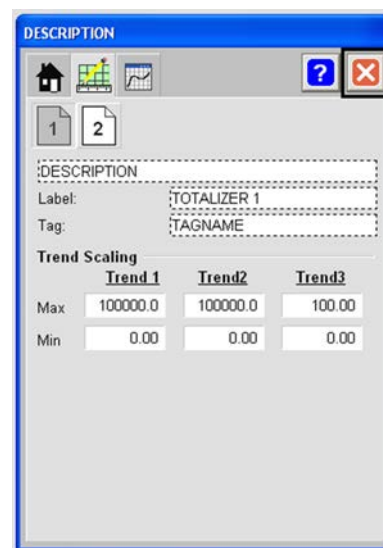 DESCRIPTION
?
1 2
DESCRIPTION
Label: TOTALIZER 1
Tag: TAGNAME
Trend Scaling
Trend 1 Trend2 Trend3
Max 100000.0 100000.0 100.00
Min 0.00 0.00 0.00